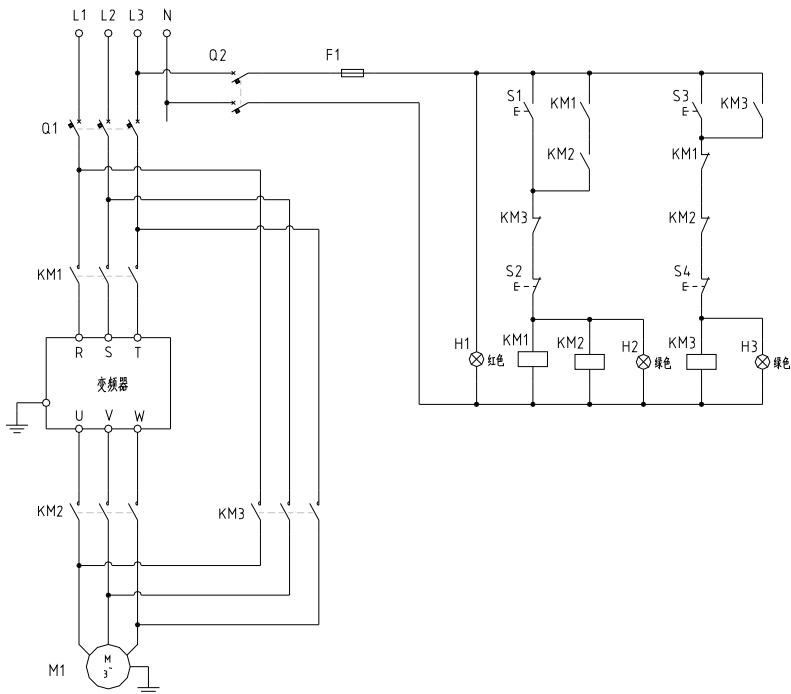 L1 L2 L3 N
Q2 F1
Q1
S1 KM1 S3 KM3
KM2 KM1
KM3 KM2
KM1 S2 S4
H1 红色 KM1 KM2 H2 绿色 KM3 H3 绿色
R S T
变频器
U V W
KM2 KM3
M1 M
3~